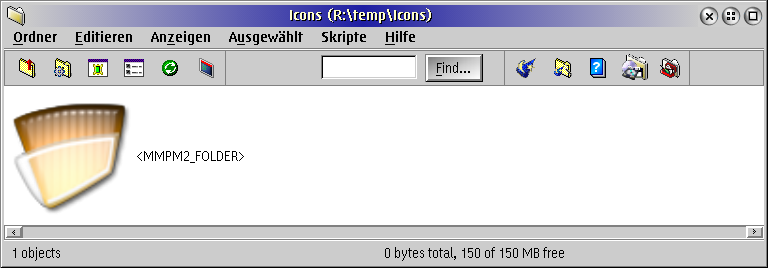 Icons (R:\temp\Icons)
Ordner Editieren Anzeigen Ausgewählt Skripte Hilfe
Find...
<MMPM2_FOLDER>
1 objects 0 bytes total, 150 of 150 MB free